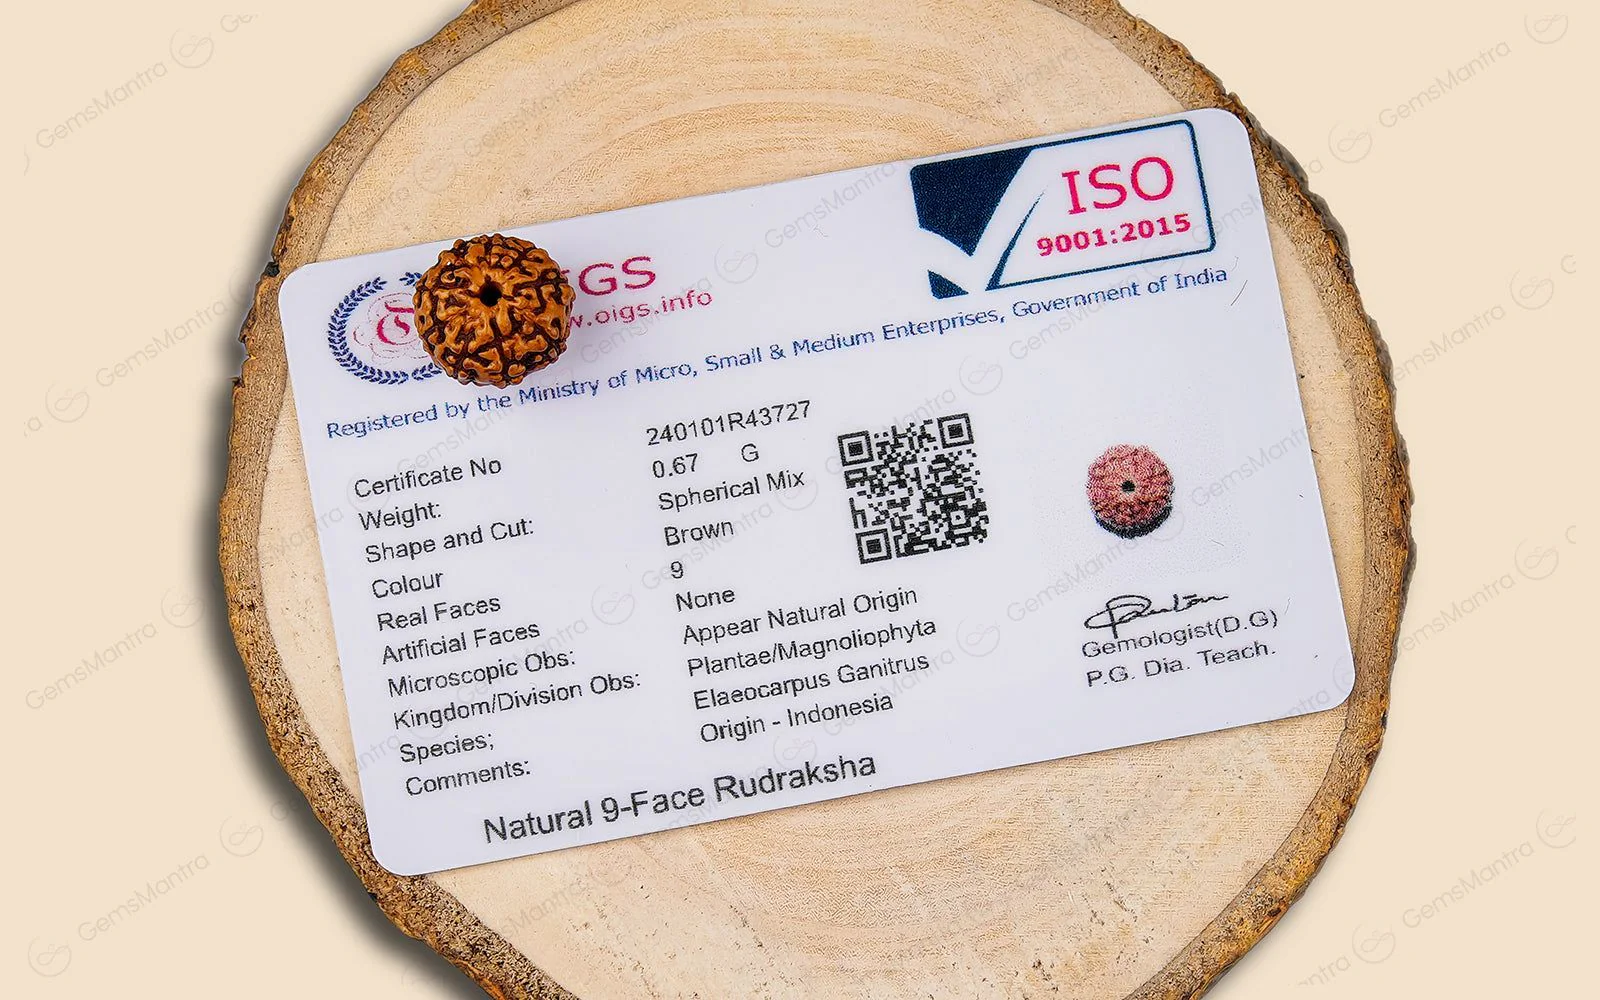 ISO
9001:2015
IGS
w.oigs.info
Registered by the Ministry of Micro, Small & Medium Enterprises, Government of India
Certificate No 240101R43727
Weight: 0.67 G
Shape and Cut: Spherical Mix
Colour Brown
Real Faces 9
Artificial Faces None
Microscopic Obs: Appear Natural Origin
Kingdom/Division Obs: Plantae/Magnoliophyta
Species; Elaeocarpus Ganitrus
Comments: Origin - Indonesia
Natural 9-Face Rudraksha
Gemologist(D.G)
P.G. Dia. Teach.
GemsMantra